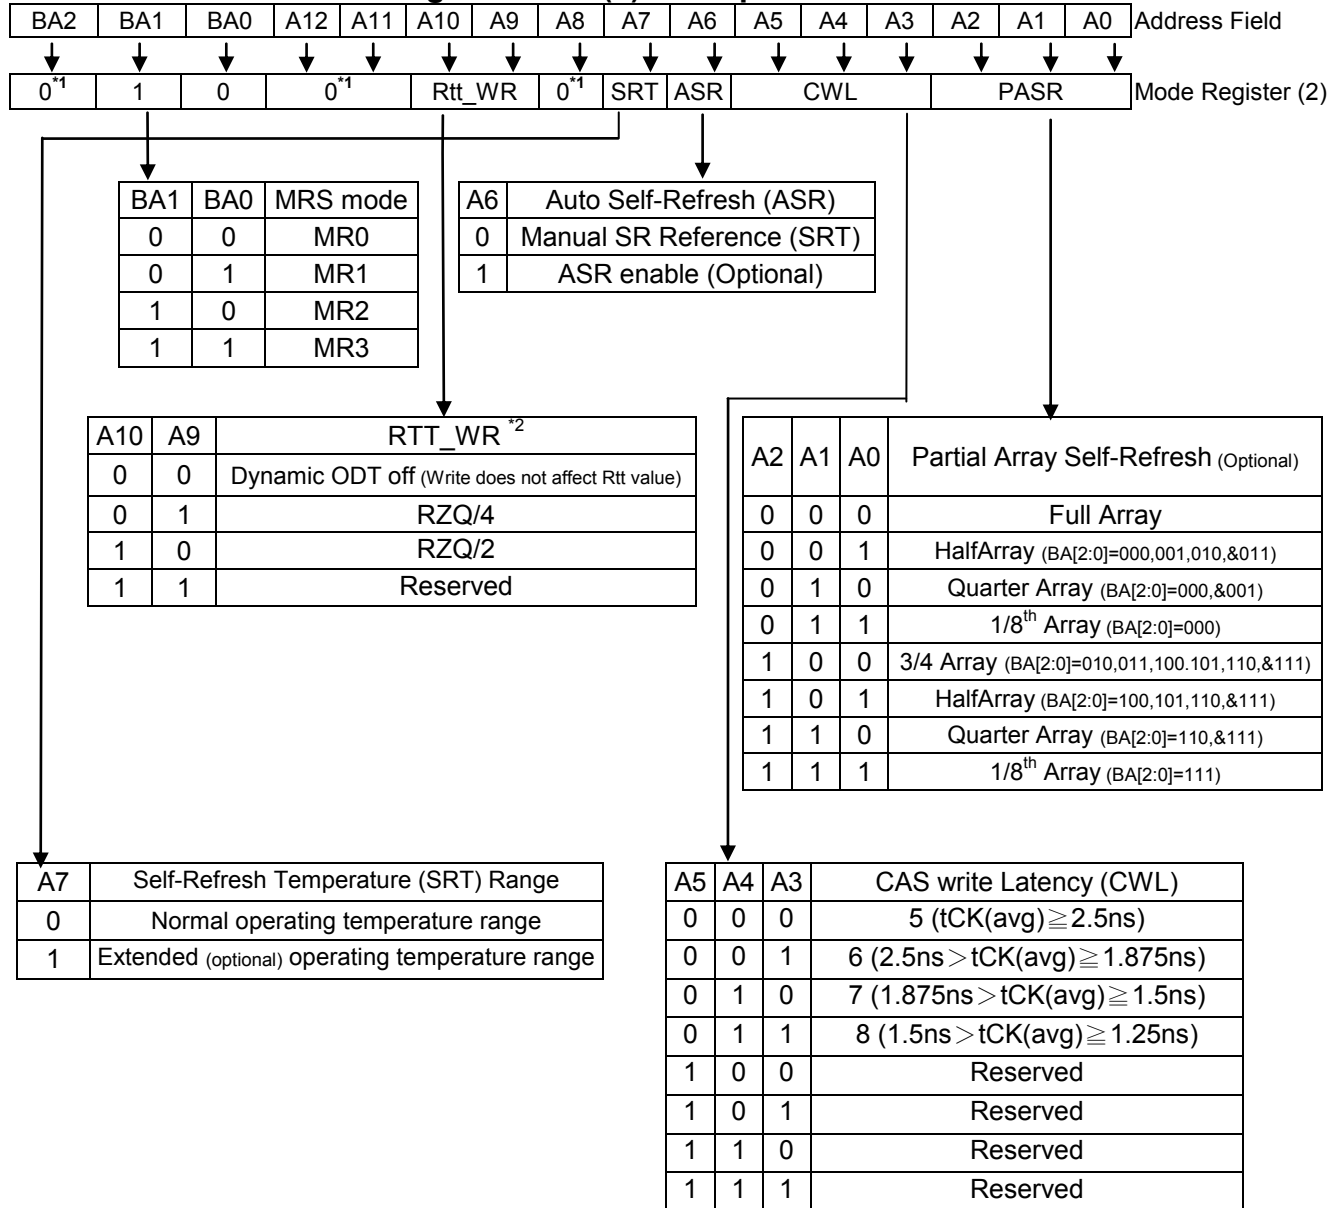 BA2 BA1 BA0 A12 A11 A10 A9 A8 A7 A6 A5 A4 A3 A2 A1 A0 Address Field
0*1 1 0 0*1 Rtt_WR 0*1 SRT ASR CWL PASR Mode Register (2)
BA1 BA0 MRS mode
0 0 MR0
0 1 MR1
1 0 MR2
1 1 MR3
A6 Auto Self-Refresh (ASR)
0 Manual SR Reference (SRT)
1 ASR enable (Optional)
A10 A9 RTT_WR *2
0 0 Dynamic ODT off (Write does not affect Rtt value)
0 1 RZQ/4
1 0 RZQ/2
1 1 Reserved
A2 A1 A0 Partial Array Self-Refresh (Optional)
0 0 0 Full Array
0 0 1 HalfArray (BA[2:0]=000,001,010,&011)
0 1 0 Quarter Array (BA[2:0]=000,&001)
0 1 1 1/8th Array (BA[2:0]=000)
1 0 0 3/4 Array (BA[2:0]=010,011,100.101,110,&111)
1 0 1 HalfArray (BA[2:0]=100,101,110,&111)
1 1 0 Quarter Array (BA[2:0]=110,&111)
1 1 1 1/8th Array (BA[2:0]=111)
A7 Self-Refresh Temperature (SRT) Range
0 Normal operating temperature range
1 Extended (optional) operating temperature range
A5 A4 A3 CAS write Latency (CWL)
0 0 0 5 (tCK(avg)≧2.5ns)
0 0 1 6 (2.5ns＞tCK(avg)≧1.875ns)
0 1 0 7 (1.875ns＞tCK(avg)≧1.5ns)
0 1 1 8 (1.5ns＞tCK(avg)≧1.25ns)
1 0 0 Reserved
1 0 1 Reserved
1 1 0 Reserved
1 1 1 Reserved